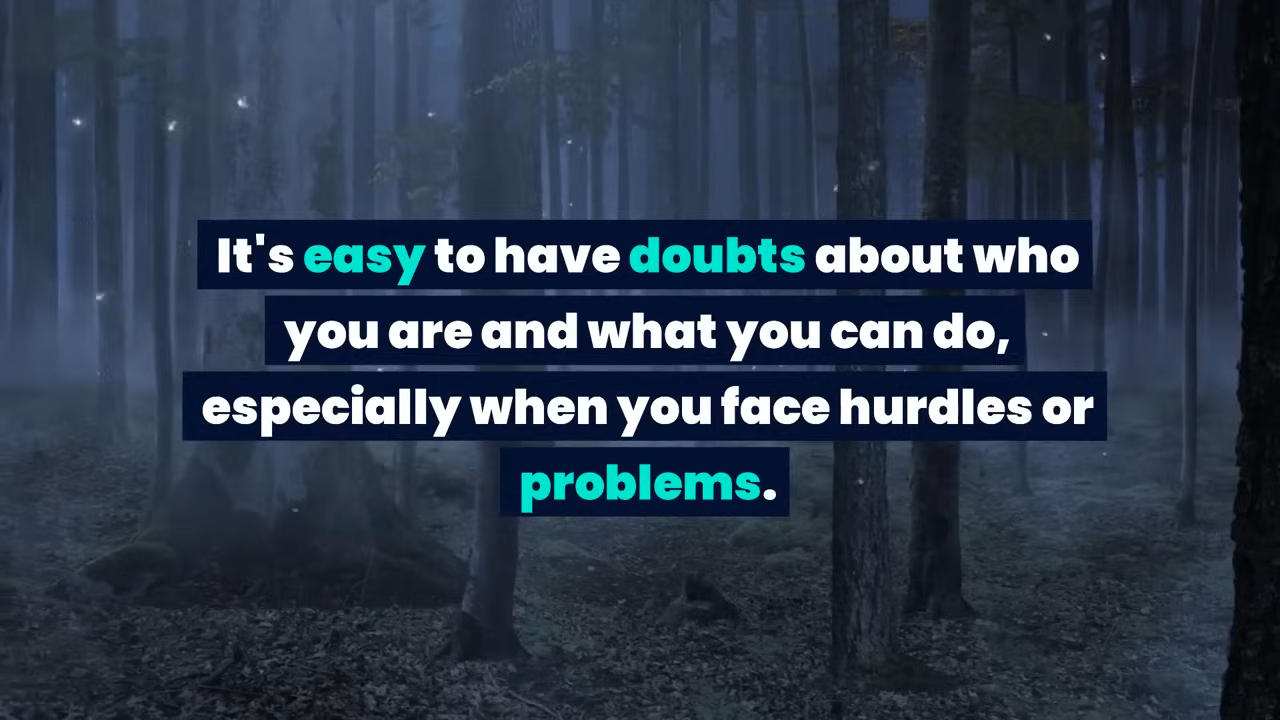 It's easy to have doubts about who
you are and what you can do,
especially when you face hurdles or
problems.